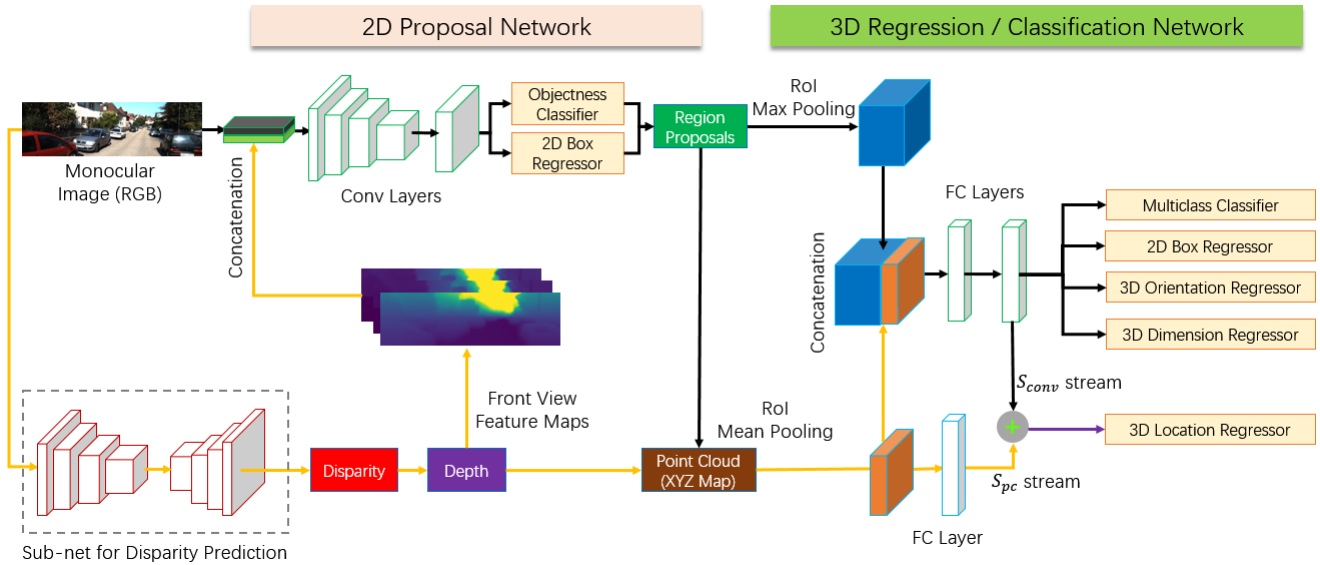 2D Proposal Network
3D Regression / Classification Network
Monocular
Image (RGB)
Concatenation
Conv Layers
Objectness
Classifier
2D Box
Regressor
Region
Proposals
RoI
Max Pooling
FC Layers
Concatenation
Multiclass Classifier
2D Box Regressor
3D Orientation Regressor
3D Dimension Regressor
S_conv stream
3D Location Regressor
S_pc stream
Front View
Feature Maps
RoI
Mean Pooling
Disparity
Depth
Point Cloud
(XYZ Map)
+
FC Layer
Sub-net for Disparity Prediction